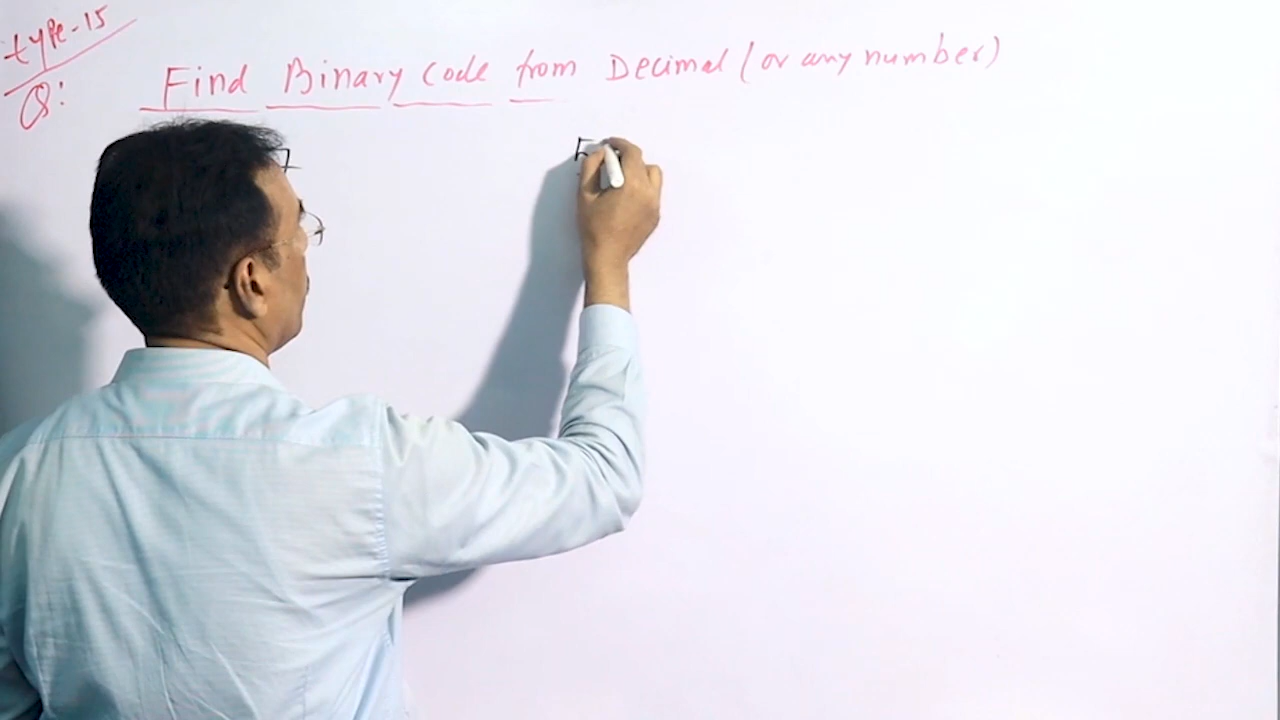 type-15
Q: Find Binary code from Decimal (or any number)